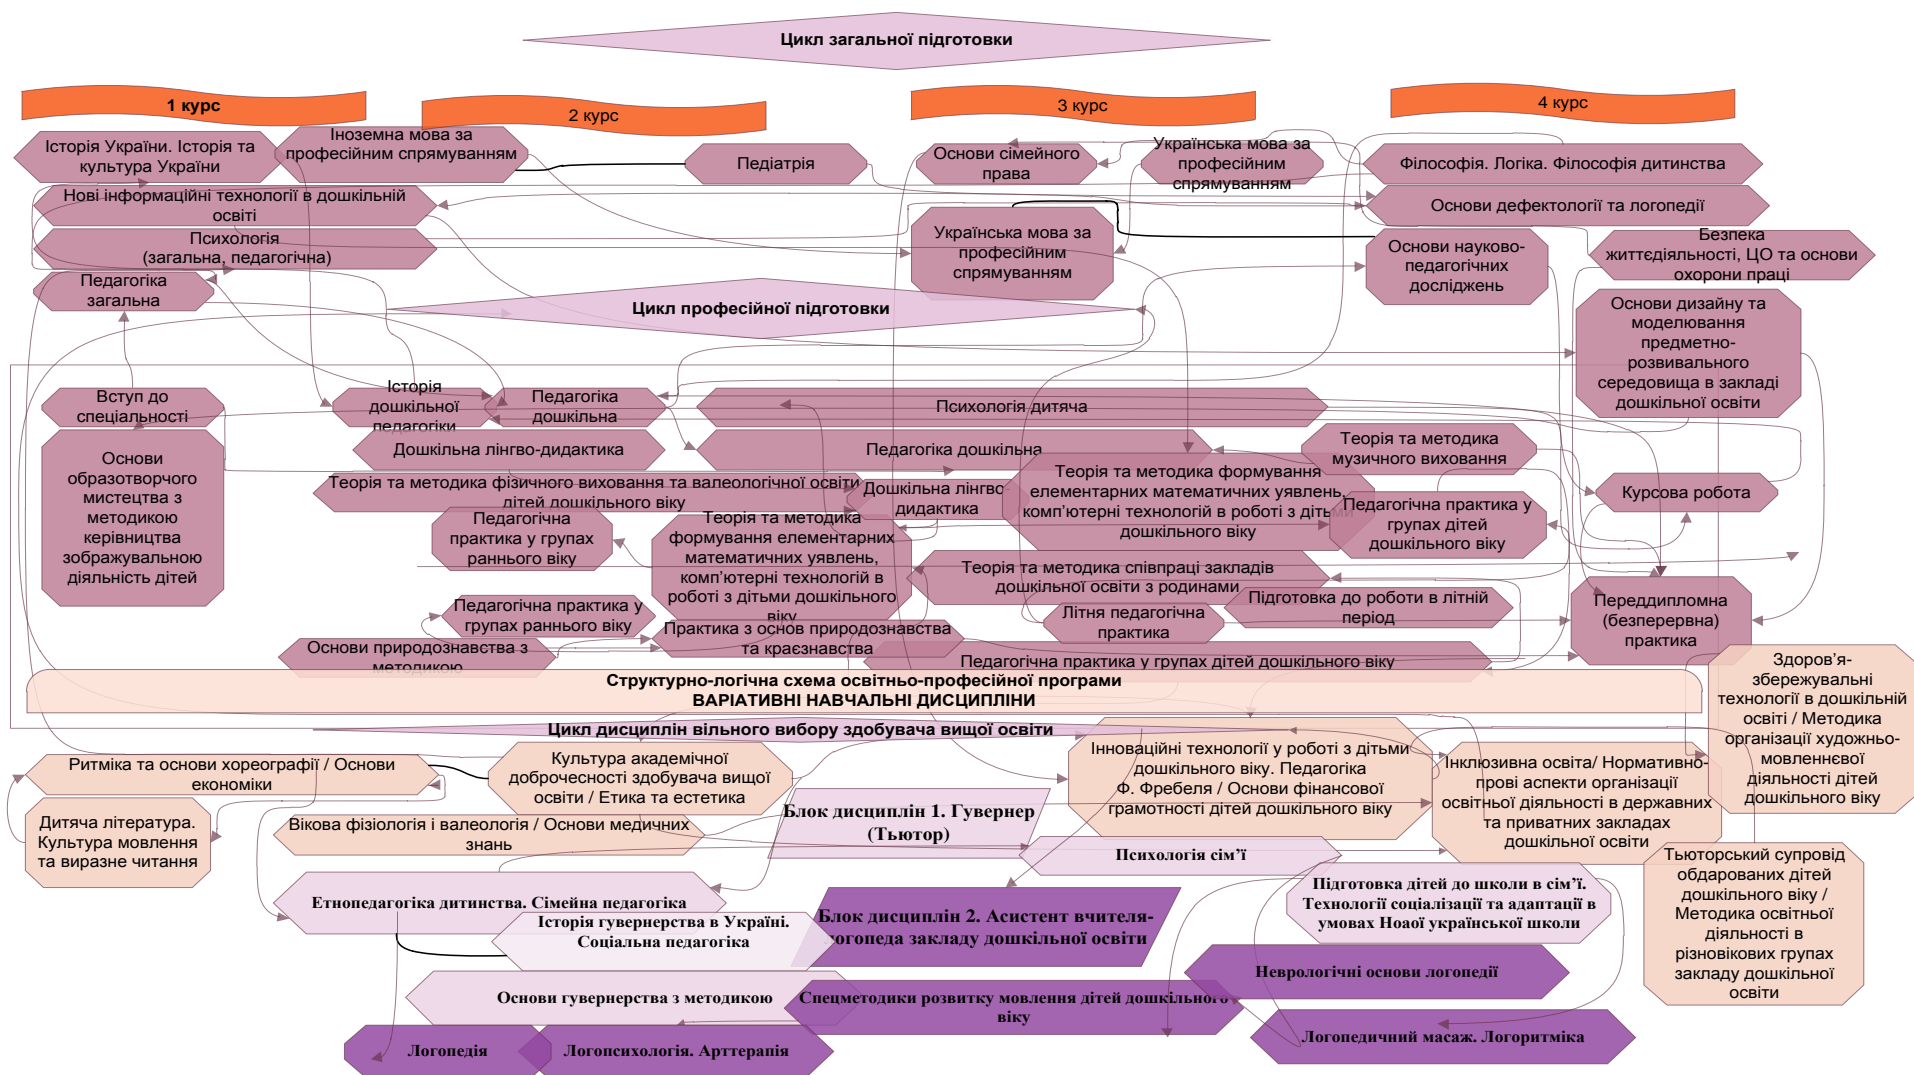 Цикл загальної підготовки
1 курс
2 курс
3 курс
4 курс
Історія України. Історія та
культура України
Іноземна мова за
професійним спрямуванням
Педіатрія
Основи сімейного
права
Українська мова за
професійним
спрямуванням
Філософія. Логіка. Філософія дитинства
Нові інформаційні технології в дошкільній
освіті
Основи дефектології та логопедії
Психологія
(загальна, педагогічна)
Українська мова за
професійним
спрямуванням
Основи науково-
педагогічних
досліджень
Безпека
життєдіяльності, ЦО та основи
охорони праці
Педагогіка
загальна
Цикл професійної підготовки
Основи дизайну та
моделювання
предметно-
розвивального
середовища в закладі
дошкільної освіти
Вступ до
спеціальності
Історія
дошкільної
педагогіки
Педагогіка
дошкільна
Психологія дитяча
Дошкільна лінгво-дидактика
Педагогіка дошкільна
Теорія та методика
музичного виховання
Основи
образотворчого
мистецтва з
методикою
керівництва
зображувальною
діяльність дітей
Теорія та методика фізичного виховання та валеологічної освіти
дітей дошкільного віку
Дошкільна лінгво-
дидактика
Теорія та методика формування
елементарних математичних уявлень,
комп’ютерні технологій в роботі з дітьми
дошкільного віку
Педагогічна практика у
групах дітей
дошкільного віку
Курсова робота
Педагогічна
практика у групах
раннього віку
Теорія та методика
формування елементарних
математичних уявлень,
комп’ютерні технологій в
роботі з дітьми дошкільного
віку
Теорія та методика співпраці закладів
дошкільної освіти з родинами
Педагогічна практика у
групах раннього віку
Літня педагогічна
практика
Підготовка до роботи в літній
період
Переддипломна
(безперервна)
практика
Основи природознавства з
методикою
Практика з основ природознавства
та краєзнавства
Педагогічна практика у групах дітей дошкільного віку
Структурно-логічна схема освітньо-професійної програми
ВАРІАТИВНІ НАВЧАЛЬНІ ДИСЦИПЛІНИ
Здоров’я-
збережувальні
технології в дошкільній
освіті / Методика
організації художньо-
мовленнєвої
діяльності дітей
дошкільного віку
Цикл дисциплін вільного вибору здобувача вищої освіти
Ритміка та основи хореографії / Основи
економіки
Культура академічної
доброчесності здобувача вищої
освіти / Етика та естетика
Інноваційні технології у роботі з дітьми
дошкільного віку. Педагогіка
Ф. Фребеля / Основи фінансової
грамотності дітей дошкільного віку
Інклюзивна освіта/ Нормативно-
прові аспекти організації
освітньої діяльності в державних
та приватних закладах
дошкільної освіти
Дитяча література.
Культура мовлення
та виразне читання
Вікова фізіологія і валеологія / Основи медичних
знань
Блок дисциплін 1. Гувернер
(Тьютор)
Психологія сім’ї
Тьюторський супровід
обдарованих дітей
дошкільного віку /
Методика освітньої
діяльності в
різновікових групах
закладу дошкільної
освіти
Етнопедагогіка дитинства. Сімейна педагогіка
Підготовка дітей до школи в сім’ї.
Технології соціалізації та адаптації в
умовах Ноаої української школи
Історія гувернерства в Україні.
Соціальна педагогіка
Блок дисциплін 2. Асистент вчителя-
логопеда закладу дошкільної освіти
Неврологічні основи логопедії
Основи гувернерства з методикою
Спецметодики розвитку мовлення дітей дошкільного
віку
Логопедія
Логопсихологія. Арттерапія
Логопедичний масаж. Логоритміка